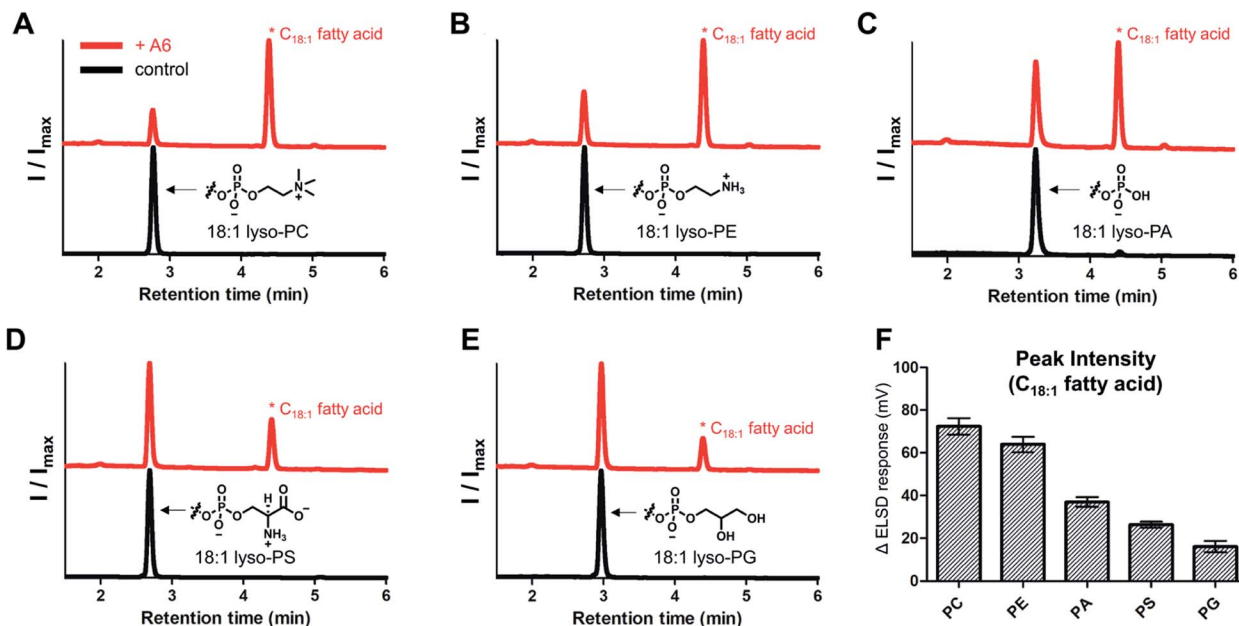 A
+ A6
control
* C18:1 fatty acid
I / Imax
O
O P O
O
−
N
+
18:1 lyso-PC
2 3 4 5 6
Retention time (min)
B
* C18:1 fatty acid
I / Imax
O
O P O
O
−
+
NH3
18:1 lyso-PE
2 3 4 5 6
Retention time (min)
C
* C18:1 fatty acid
I / Imax
O
O P OH
O
−
18:1 lyso-PA
2 3 4 5 6
Retention time (min)
D
* C18:1 fatty acid
I / Imax
O H O
O P O O−
O
−
NH3
+
18:1 lyso-PS
2 3 4 5 6
Retention time (min)
E
* C18:1 fatty acid
I / Imax
O
O P O OH
O OH
−
18:1 lyso-PG
2 3 4 5 6
Retention time (min)
F
Peak Intensity
(C18:1 fatty acid)
Δ ELSD response (mV)
100
80
60
40
20
0
PC PE PA PS PG